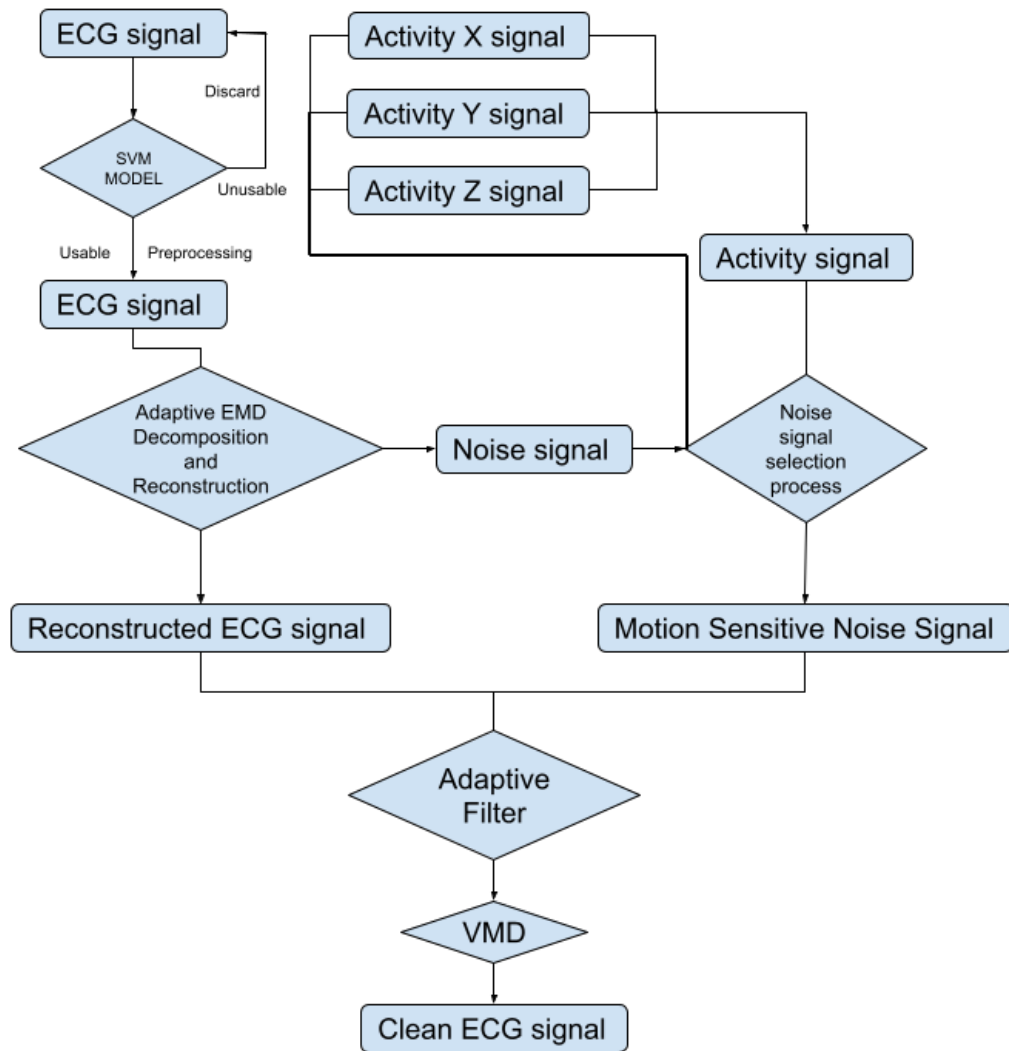 ECG signal
Activity X signal
Discard
Activity Y signal
SVM
MODEL
Unusable
Activity Z signal
Usable
Preprocessing
Activity signal
ECG signal
Adaptive EMD
Decomposition
and
Reconstruction
Noise signal
Noise
signal
selection
process
Reconstructed ECG signal
Motion Sensitive Noise Signal
Adaptive
Filter
VMD
Clean ECG signal